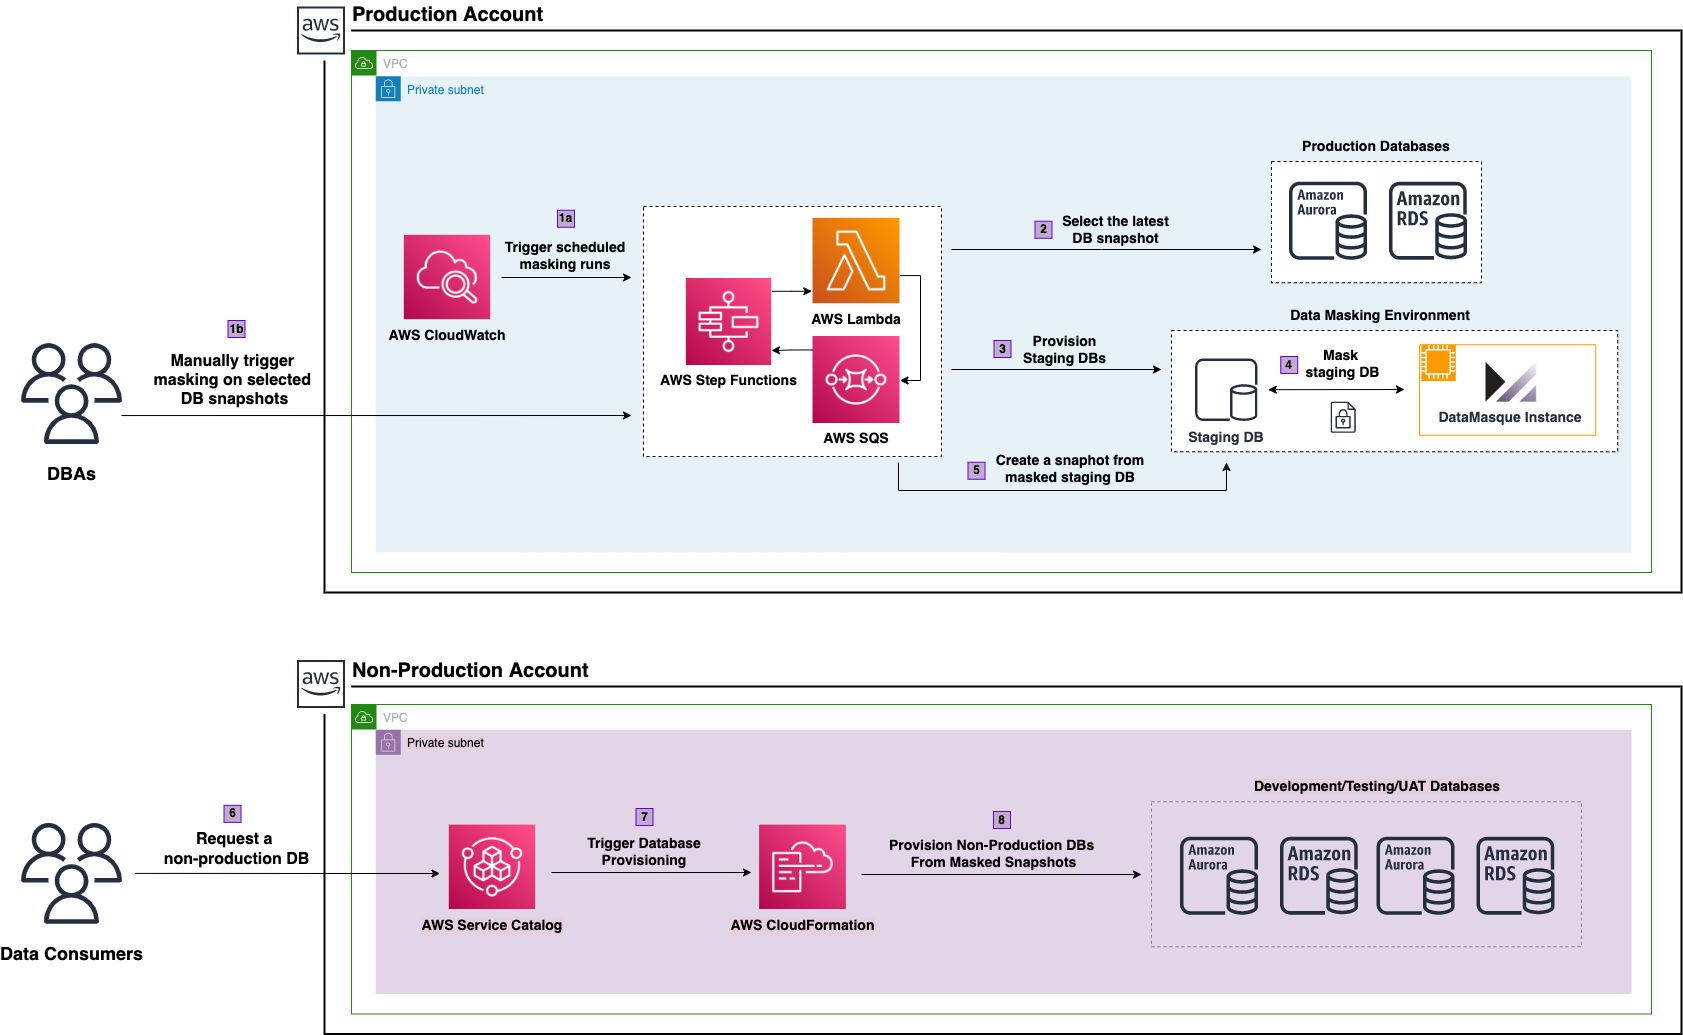 aws
Production Account
VPC
Private subnet
Production Databases
Amazon
Aurora
Amazon
RDS
1a
Trigger scheduled
masking runs
2
Select the latest
DB snapshot
AWS CloudWatch
AWS Lambda
AWS Step Functions
AWS SQS
1b
Manually trigger
masking on selected
DB snapshots
DBAs
3
Provision
Staging DBs
Data Masking Environment
4
Mask
staging DB
Staging DB
DataMasque Instance
5
Create a snaphot from
masked staging DB
aws
Non-Production Account
VPC
Private subnet
6
Request a
non-production DB
Data Consumers
AWS Service Catalog
7
Trigger Database
Provisioning
AWS CloudFormation
8
Provision Non-Production DBs
From Masked Snapshots
Development/Testing/UAT Databases
Amazon
Aurora
Amazon
RDS
Amazon
Aurora
Amazon
RDS